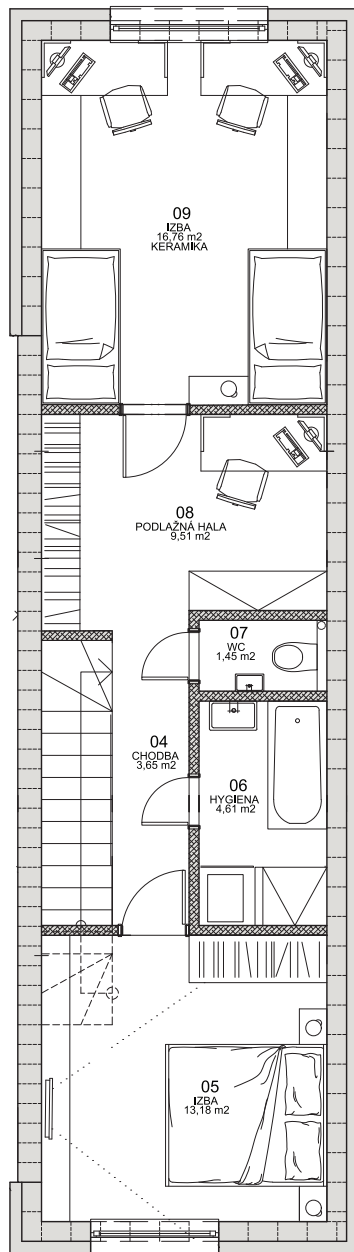 09
IZBA
16,76 m2
KERAMIKA
08
PODLAŽNÁ HALA
9,51 m2
07
WC
1,45 m2
04
CHODBA
3,65 m2
06
HYGIENA
4,61 m2
05
IZBA
13,18 m2